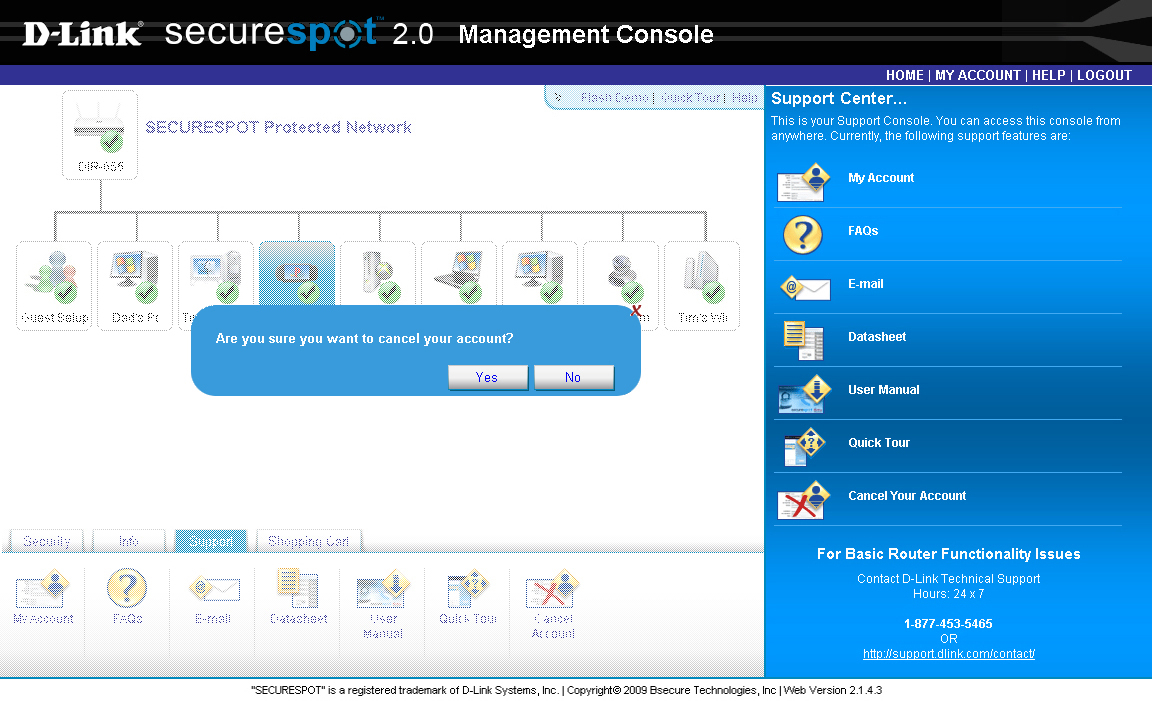 D-Link® securespot™ 2.0 Management Console
HOME | MY ACCOUNT | HELP | LOGOUT
Flash Demo | Quick Tour | Help
DIR-655
SECURESPOT Protected Network
Guest Setup
Dad's Pc
Tim's Wii
Are you sure you want to cancel your account?
X
Yes
No
Support Center...
This is your Support Console. You can access this console from
anywhere. Currently, the following support features are:
My Account
FAQs
E-mail
Datasheet
User Manual
Quick Tour
Cancel Your Account
For Basic Router Functionality Issues
Contact D-Link Technical Support
Hours: 24 x 7
1-877-453-5465
OR
http://support.dlink.com/contact/
Security
Info
Support
Shopping Cart
My Account
FAQs
E-mail
Datasheet
User
Manual
Quick Tour
Cancel
Account
"SECURESPOT" is a registered trademark of D-Link Systems, Inc. | Copyright© 2009 Bsecure Technologies, Inc | Web Version 2.1.4.3